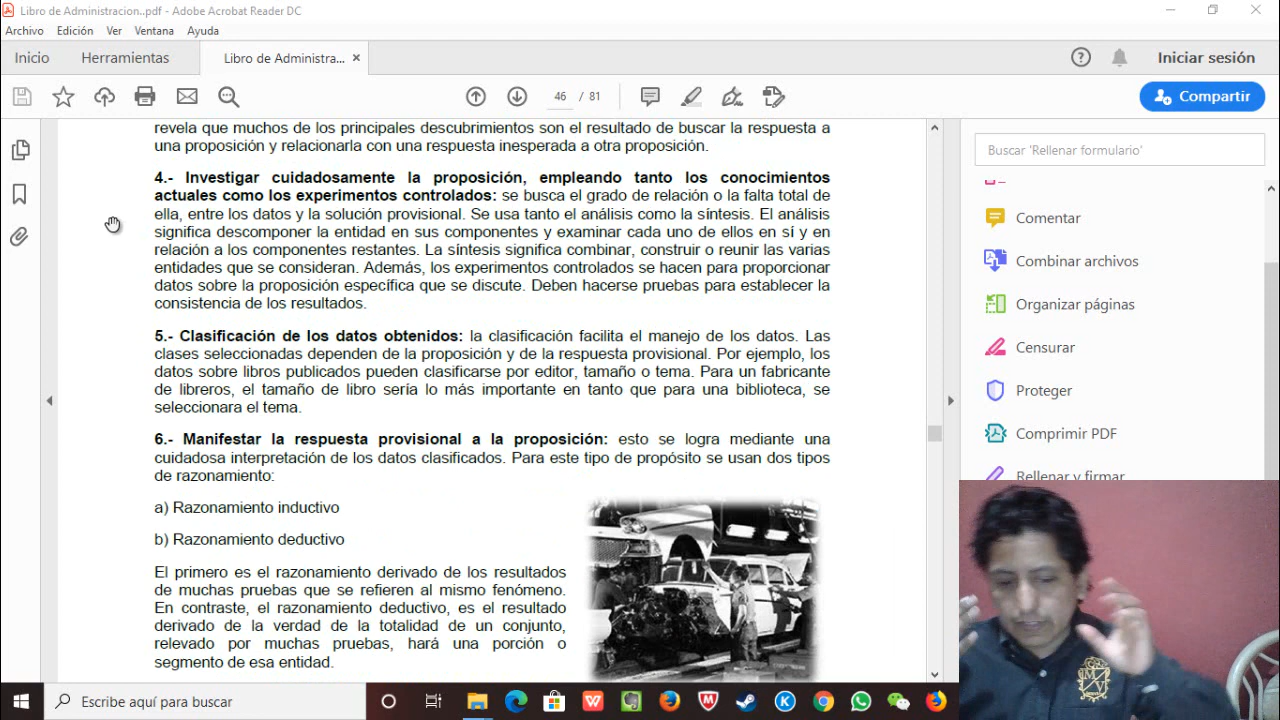 Libro de Administracion..pdf - Adobe Acrobat Reader DC
Archivo Edición Ver Ventana Ayuda
Inicio Herramientas Libro de Administra... × Iniciar sesión
46 / 81 Compartir
revela que muchos de los principales descubrimientos son el resultado de buscar la respuesta a
una proposición y relacionarla con una respuesta inesperada a otra proposición.
4.- Investigar cuidadosamente la proposición, empleando tanto los conocimientos
actuales como los experimentos controlados: se busca el grado de relación o la falta total de
ella, entre los datos y la solución provisional. Se usa tanto el análisis como la síntesis. El análisis
significa descomponer la entidad en sus componentes y examinar cada uno de ellos en sí y en
relación a los componentes restantes. La síntesis significa combinar, construir o reunir las varias
entidades que se consideran. Además, los experimentos controlados se hacen para proporcionar
datos sobre la proposición específica que se discute. Deben hacerse pruebas para establecer la
consistencia de los resultados.
5.- Clasificación de los datos obtenidos: la clasificación facilita el manejo de los datos. Las
clases seleccionadas dependen de la proposición y de la respuesta provisional. Por ejemplo, los
datos sobre libros publicados pueden clasificarse por editor, tamaño o tema. Para un fabricante
de libreros, el tamaño de libro sería lo más importante en tanto que para una biblioteca, se
seleccionara el tema.
6.- Manifestar la respuesta provisional a la proposición: esto se logra mediante una
cuidadosa interpretación de los datos clasificados. Para este tipo de propósito se usan dos tipos
de razonamiento:
a) Razonamiento inductivo
b) Razonamiento deductivo
El primero es el razonamiento derivado de los resultados
de muchas pruebas que se refieren al mismo fenómeno.
En contraste, el razonamiento deductivo, es el resultado
derivado de la verdad de la totalidad de un conjunto,
relevado por muchas pruebas, hará una porción o
segmento de esa entidad.
Buscar 'Rellenar formulario'
Comentar
Combinar archivos
Organizar páginas
Censurar
Proteger
Comprimir PDF
Rellenar y firmar
Escribe aquí para buscar